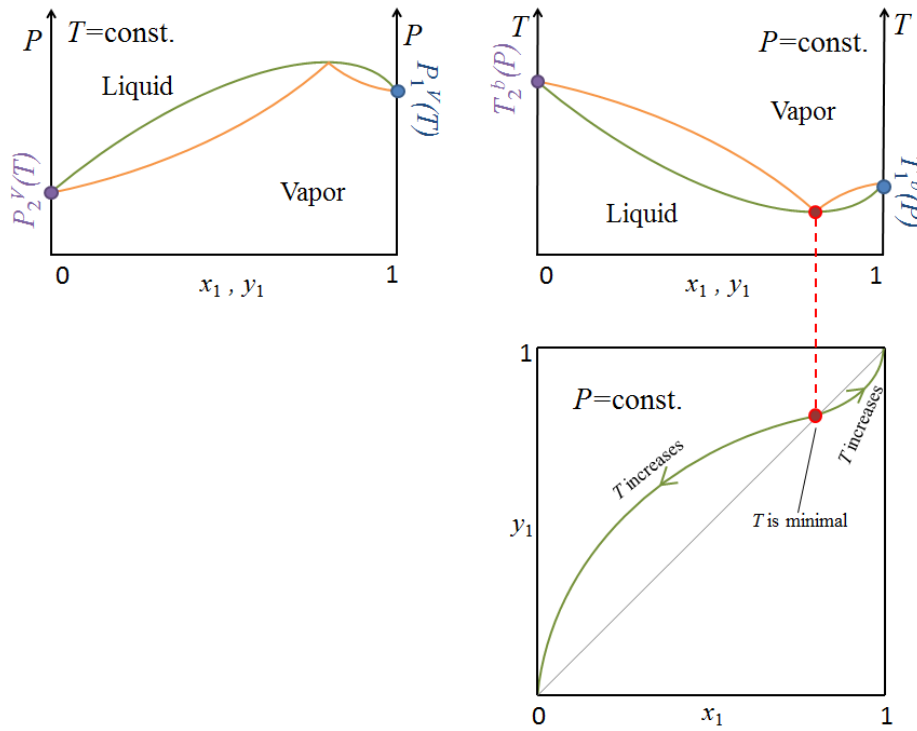 P
T=const.
P
Liquid
P₁ⱽ(T)
P₂ⱽ(T)
Vapor
0
1
x₁ , y₁
T
P=const.
T
T₂ᵇ(P)
Vapor
T₁ᵇ(P)
Liquid
0
1
x₁ , y₁
1
P=const.
T increases
T increases
T is minimal
y₁
0
x₁
1